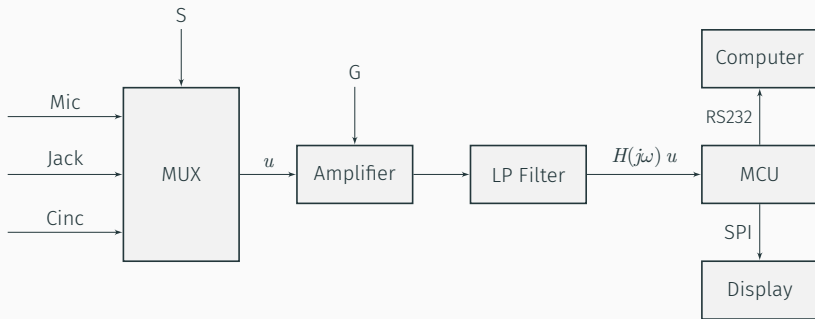 S
Mic
Jack
Cinc
MUX
u
G
Amplifier
LP Filter
H(jω) u
Computer
RS232
MCU
SPI
Display